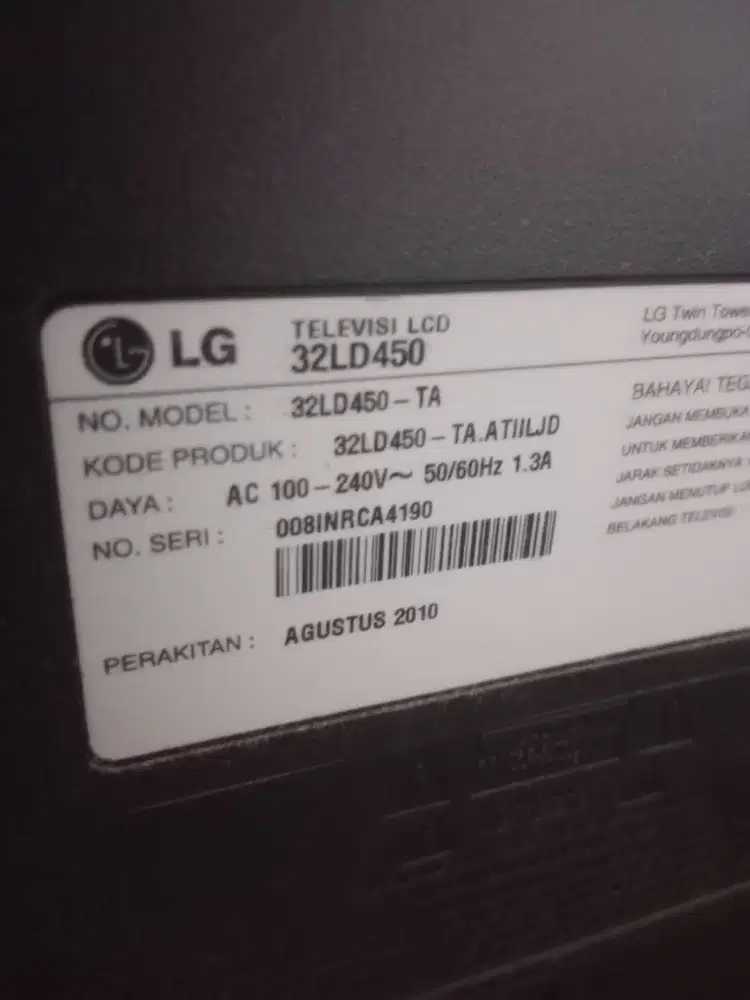 LG
TELEVISI LCD
32LD450
NO. MODEL : 32LD450-TA
KODE PRODUK : 32LD450-TA.ATIILJD
DAYA : AC 100-240V~ 50/60Hz 1.3A
NO. SERI : 008INRCA4190
PERAKITAN : AGUSTUS 2010
LG Twin Towe
Youngdungpo-
BAHAYA! TEG
JANGAN MEMBUKA
UNTUK MEMBERIKA
JARAK SETIDAKNYA
JANGAN MENUTUP LU
BELAKANG TELEVISI